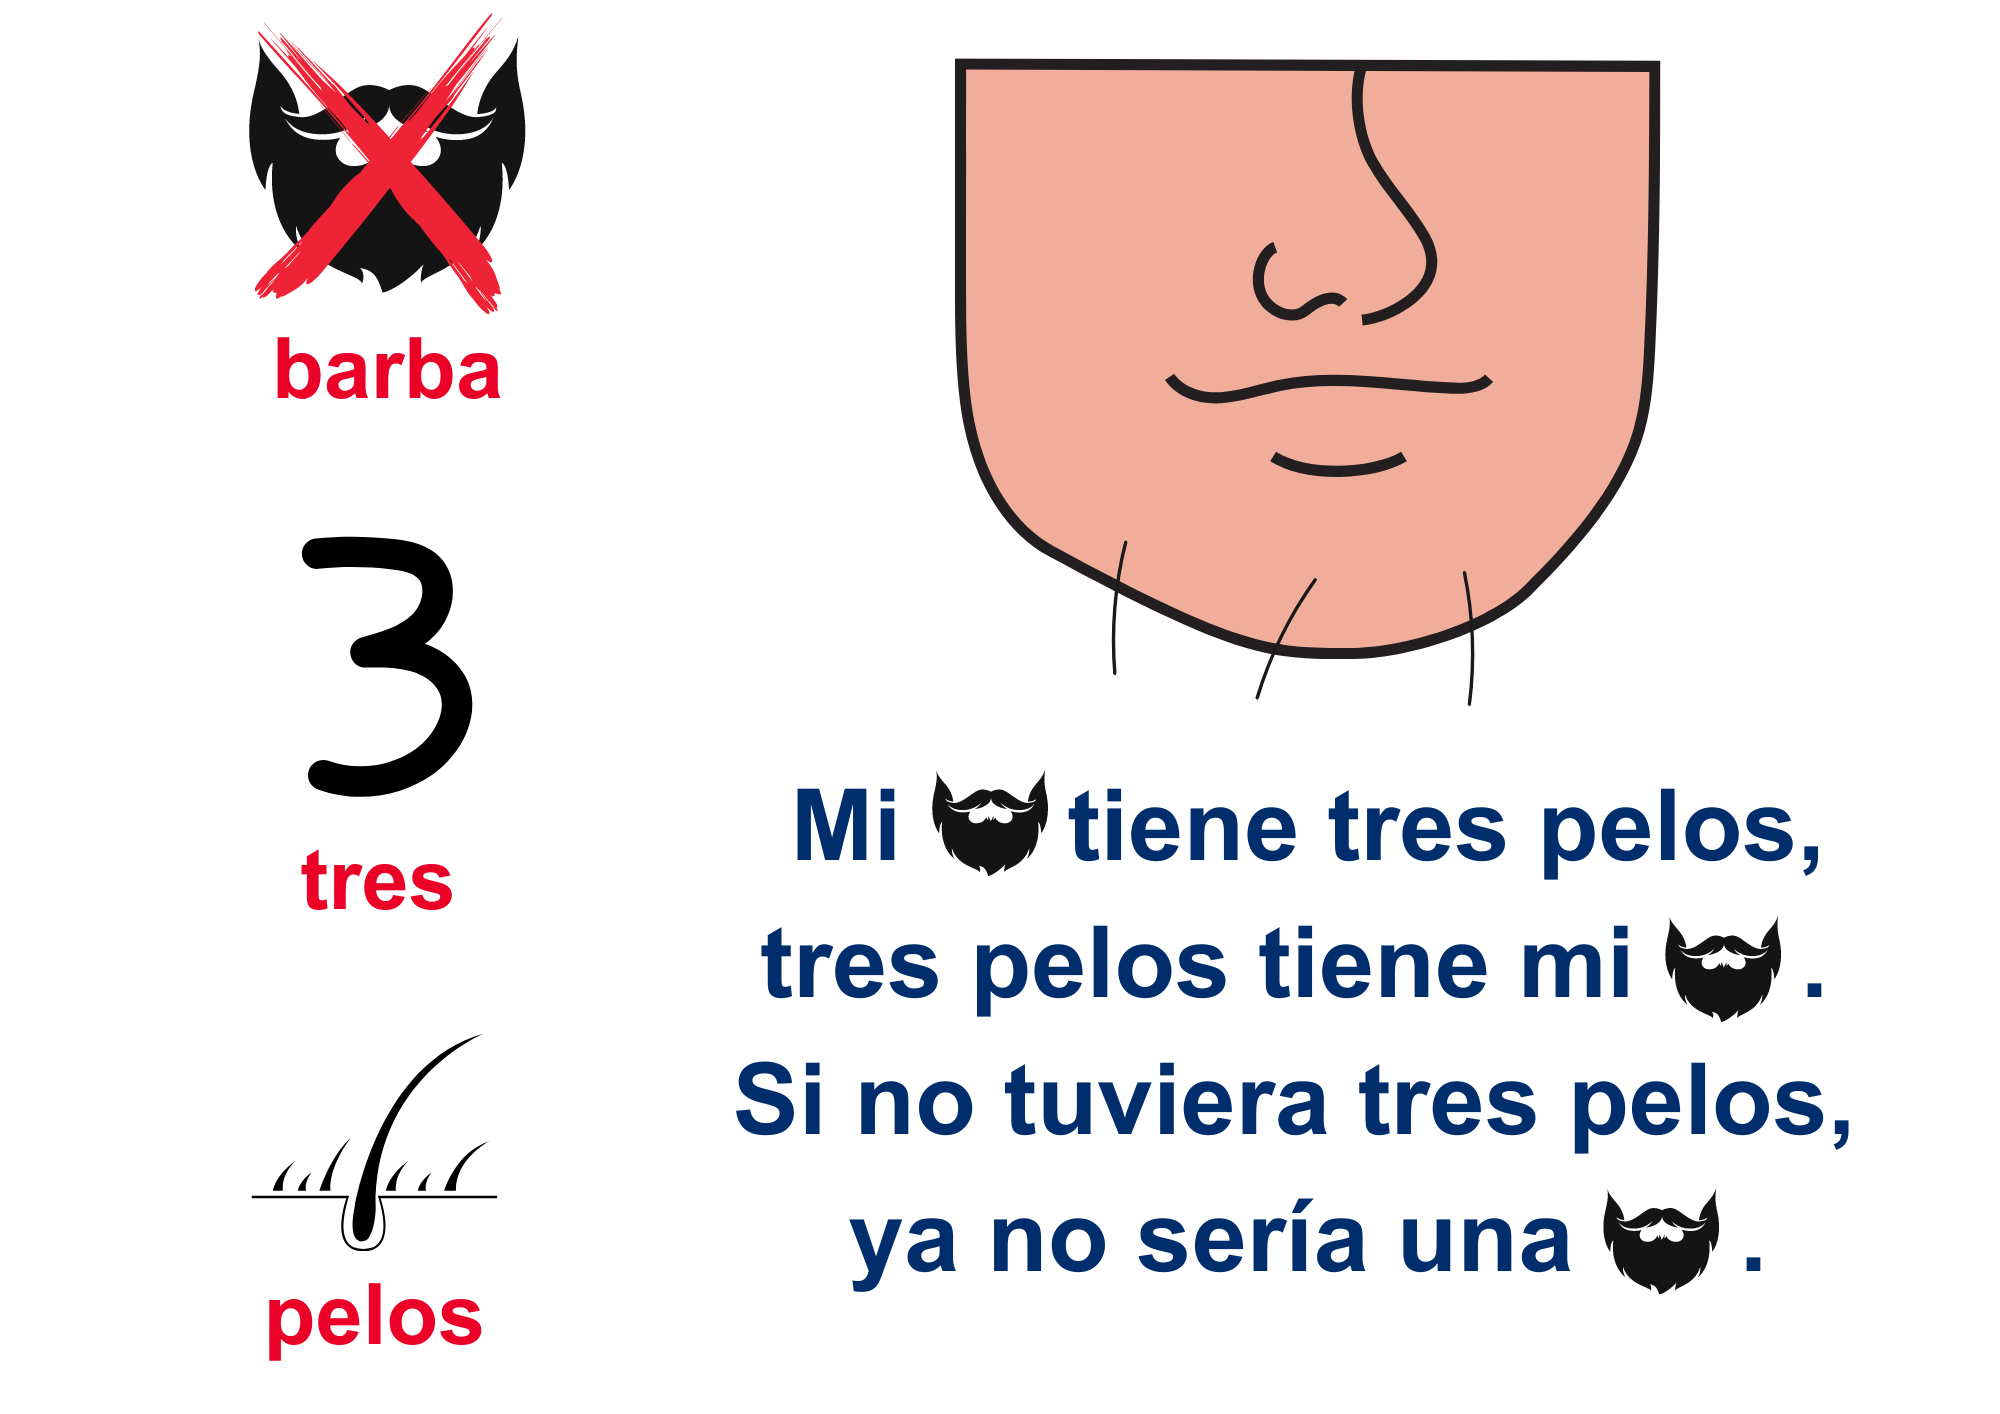 barba
3
tres
pelos
Mi tiene tres pelos,
tres pelos tiene mi .
Si no tuviera tres pelos,
ya no sería una .